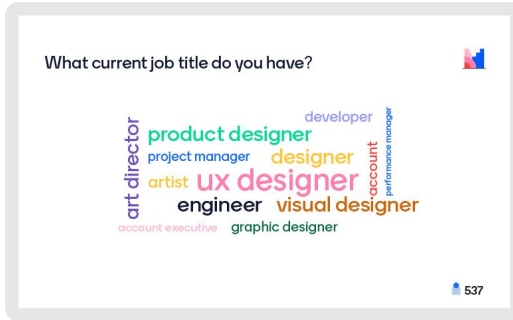 What current job title do you have?
developer
product designer
performance manager
art director
project manager
designer
account
artist
ux designer
engineer
visual designer
account executive
graphic designer
537